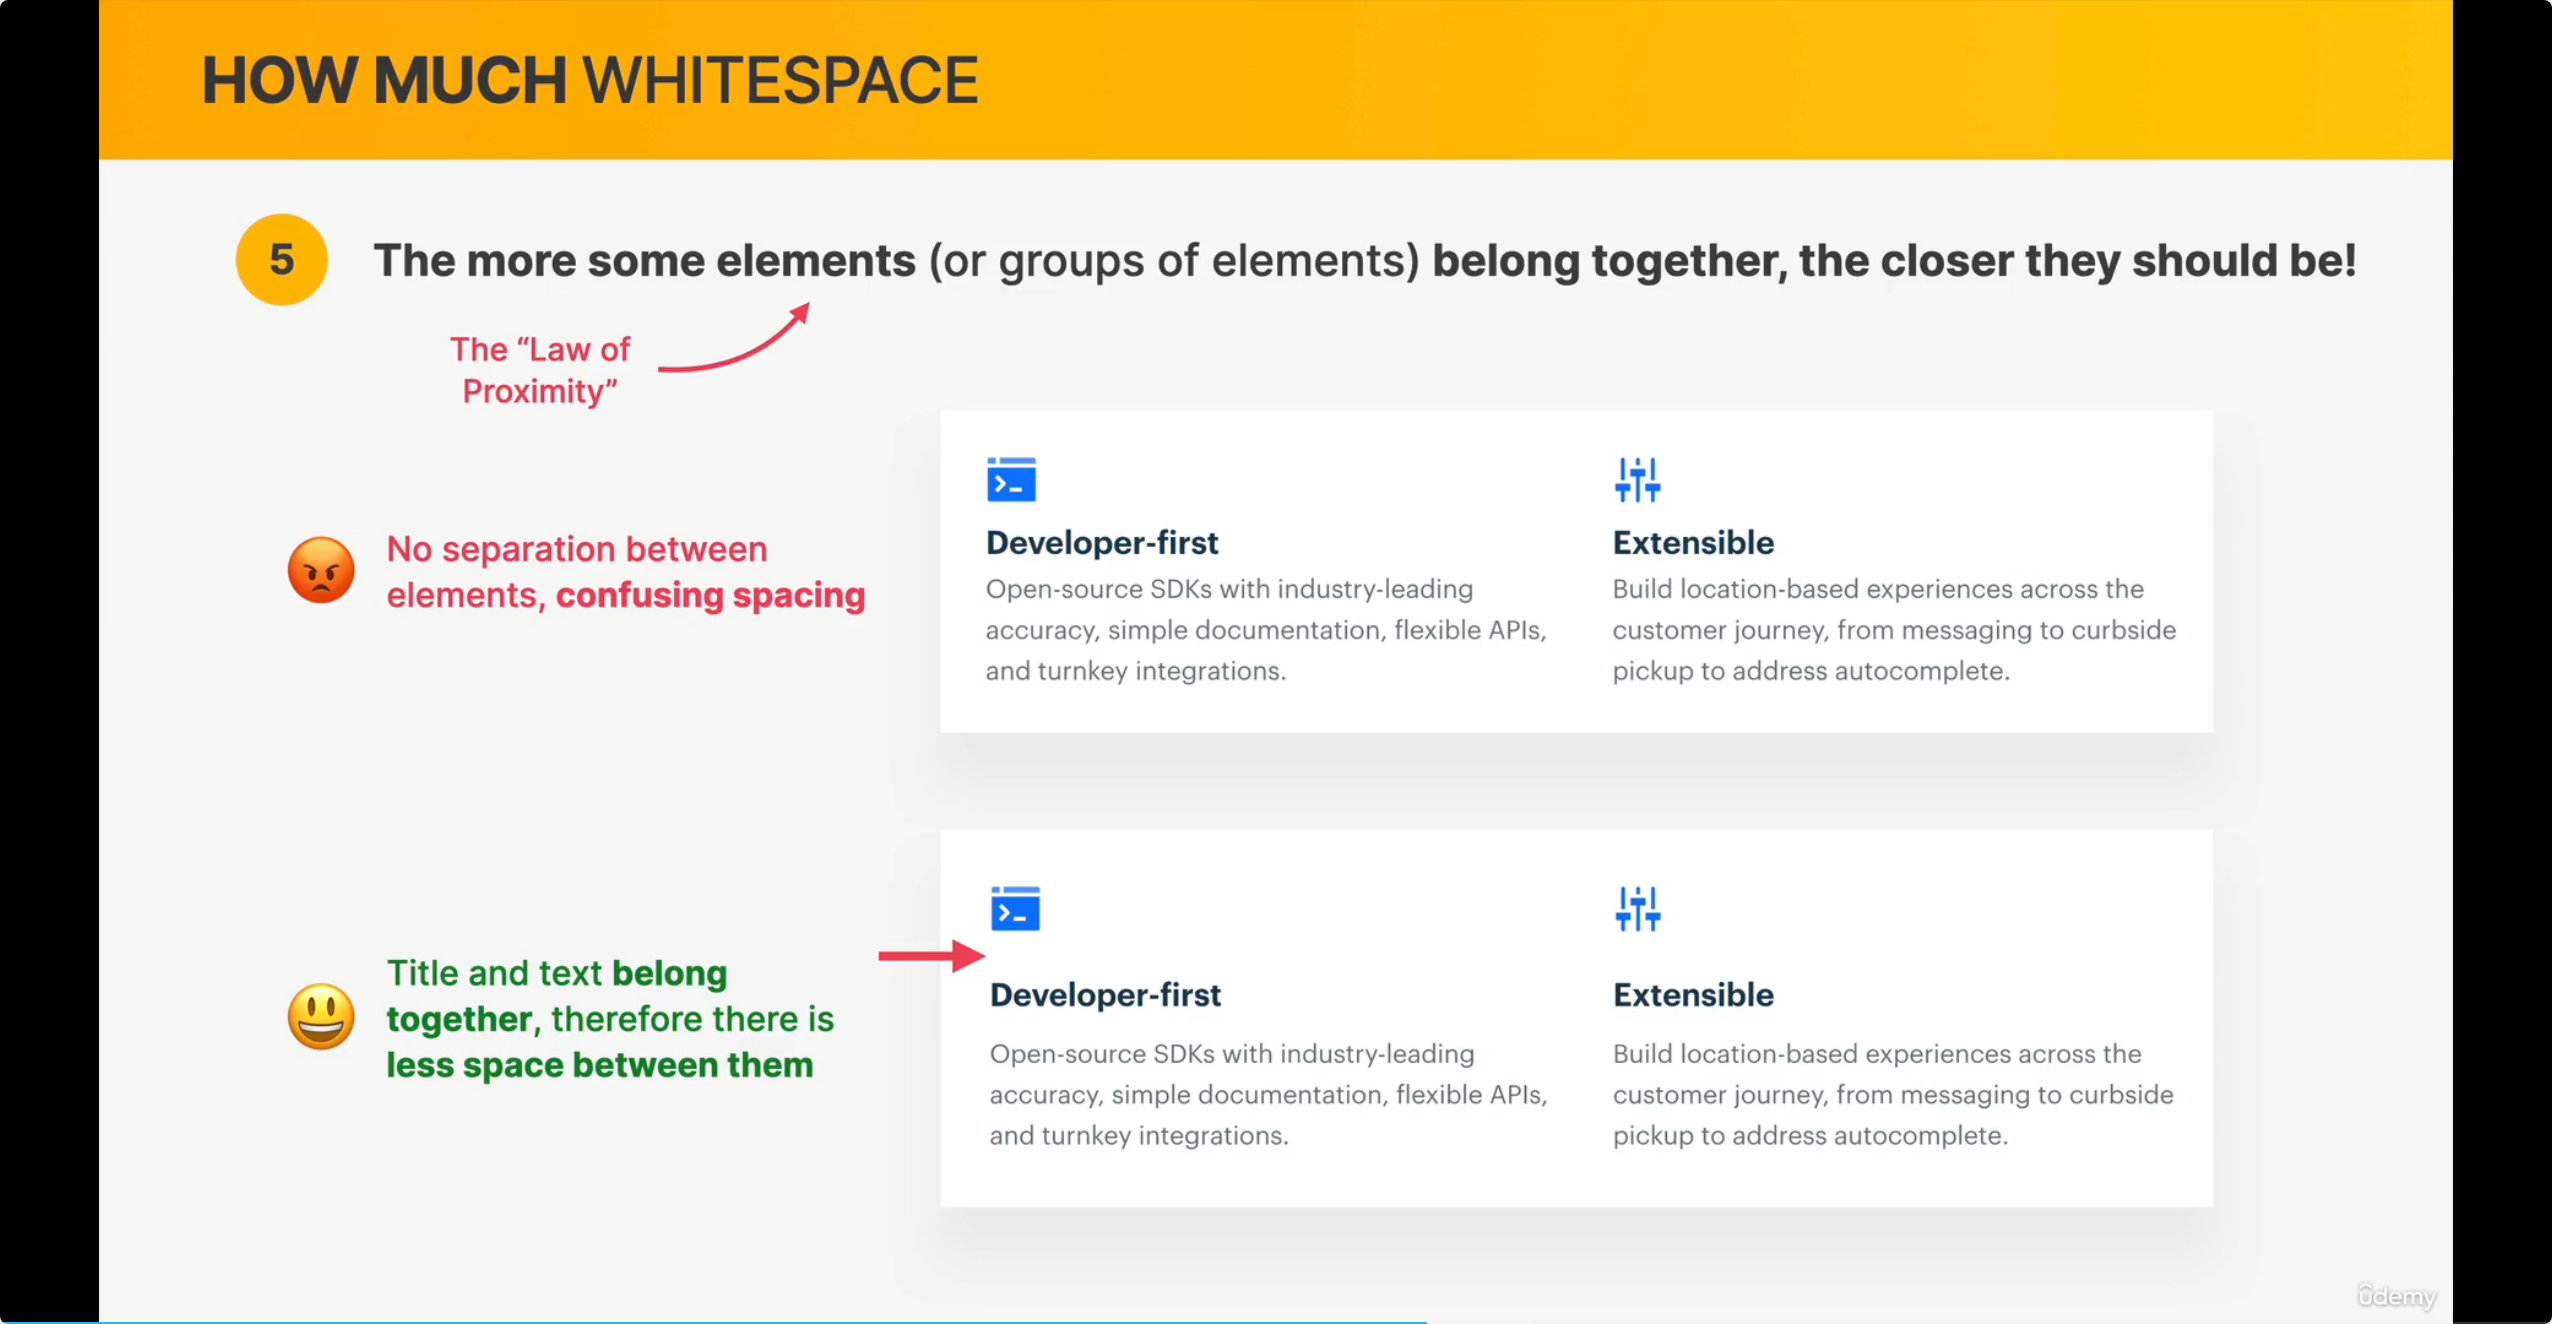 HOW MUCH WHITESPACE
5
The more some elements (or groups of elements) belong together, the closer they should be!
The “Law of
Proximity”
No separation between
elements, confusing spacing
Developer-first
Open-source SDKs with industry-leading
accuracy, simple documentation, flexible APIs,
and turnkey integrations.
Extensible
Build location-based experiences across the
customer journey, from messaging to curbside
pickup to address autocomplete.
Title and text belong
together, therefore there is
less space between them
Developer-first
Open-source SDKs with industry-leading
accuracy, simple documentation, flexible APIs,
and turnkey integrations.
Extensible
Build location-based experiences across the
customer journey, from messaging to curbside
pickup to address autocomplete.
ûdemy